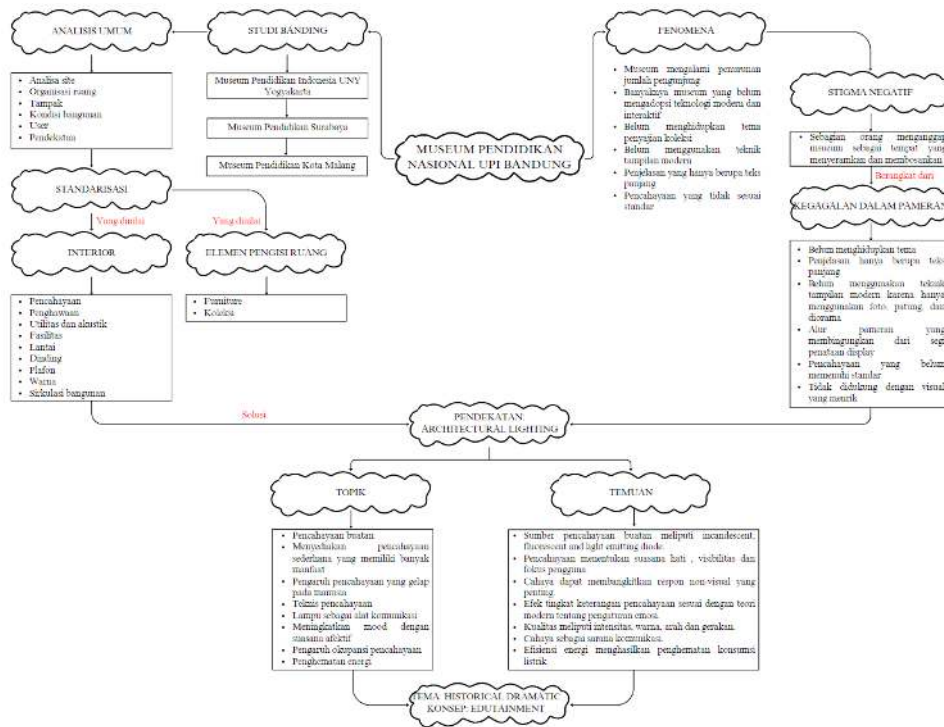 ANALISIS UMUM
STUDI BANDING
FENOMENA
Analisa site
Organisasi ruang
Tampak
Kondisi bangunan
User
Pendekatan
Museum Pendidikan Indonesia UNY
Yogyakarta
Museum Pendidikan Surabaya
Museum Pendidikan Kota Malang
MUSEUM PENDIDIKAN
NASIONAL UPI BANDUNG
Museum mengalami penurunan
jumlah pengunjung
Banyaknya museum yang belum
mengadopsi teknologi modern dan
interaktif
Belum menghidupkan tema
penyajian koleksi
Belum menggunakan teknik
tampilan modern
Penjelasan yang hanya berupa teks
panjang
Pencahayaan yang tidak sesuai
standar
STIGMA NEGATIF
Sebagian orang menganggap
museum sebagai tempat yang
menyeramkan dan membosankan
Berangkat dari
KEGAGALAN DALAM PAMERAN
Belum menghidupkan tema
Penjelasan hanya berupa teks
panjang
Belum menggunakan teknik
tampilan modern karena hanya
menggunakan foto, patung dan
diorama
Alur pameran yang
membingungkan dari segi
penataan display
Pencahayaan yang belum
memenuhi standar
Tidak didukung dengan visual
yang menrik
STANDARISASI
Yang dinilai
Yang dinilai
INTERIOR
ELEMEN PENGISI RUANG
Pencahayaan
Penghawaan
Utilitas dan akustik
Fasilitas
Lantai
Dinding
Plafon
Warna
Sirkulasi bangunan
Furniture
Koleksi
Solusi
PENDEKATAN:
ARCHITECTURAL LIGHTING
TOPIK
TEMUAN
Pencahayaan buatan
Menyediakan pencahayaan
sederhana yang memiliki banyak
manfaat
Pengaruh pencahayaan yang gelap
pada manusia
Teknis pencahayaan
Lampu sebagai alat komunikasi
Meningkatkan mood dengan
suasana afektif
Pengaruh okupansi pencahayaan
Penghematan energi
Sumber pencahayaan buatan meliputi incandescent,
fluorescent and light emitting diode.
Pencahayaan menentukan suasana hati , visibilitas dan
fokus pengguna
Cahaya dapat membangkitkan respon non-visual yang
penting.
Efek tingkat keterangan pencahayaan sesuai dengan teori
modern tentang pengaturan emosi.
Kualitas meliputi intensitas, warna, arah dan gerakan.
Cahaya sebagai sarana komunikasi.
Efisiensi energi menghasilkan penghematan konsumsi
listrik
TEMA: HISTORICAL DRAMATIC
KONSEP: EDUTAINMENT